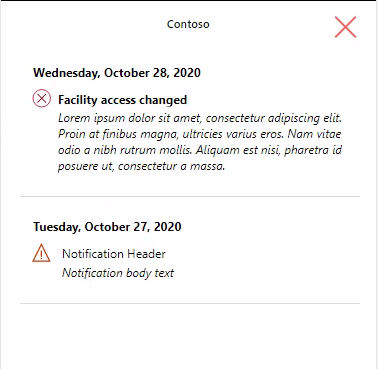 Contoso
Wednesday, October 28, 2020
Facility access changed
Lorem ipsum dolor sit amet, consectetur adipiscing elit.
Proin at finibus magna, ultricies varius eros. Nam vitae
odio a nibh rutrum mollis. Aliquam est nisi, pharetra id
posuere ut, consectetur a massa.
Tuesday, October 27, 2020
Notification Header
Notification body text